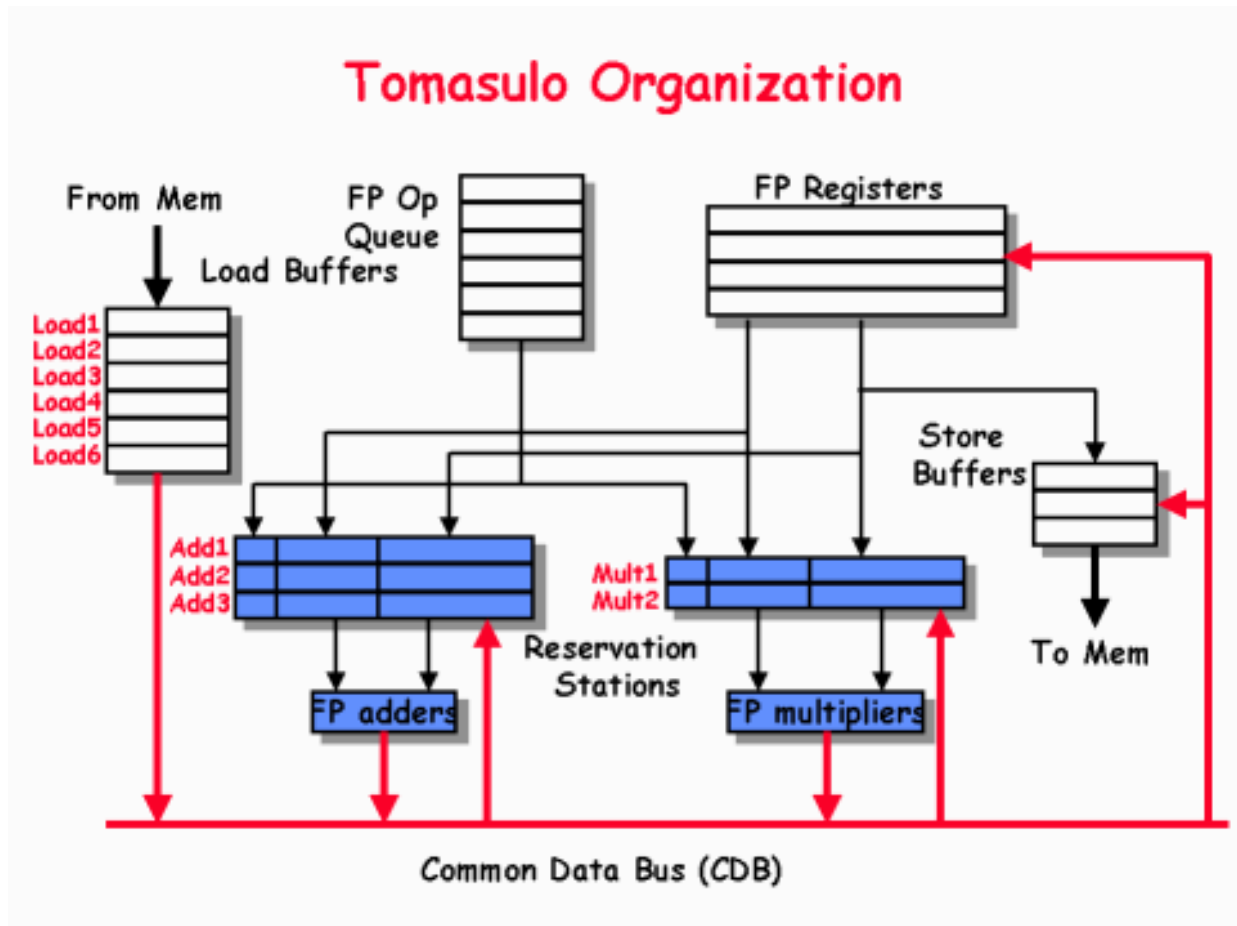 Tomasulo Organization
From Mem
FP Op
Queue
FP Registers
Load Buffers
Load1
Load2
Load3
Load4
Load5
Load6
Store
Buffers
Add1
Add2
Add3
Mult1
Mult2
Reservation
Stations
To Mem
FP adders
FP multipliers
Common Data Bus (CDB)